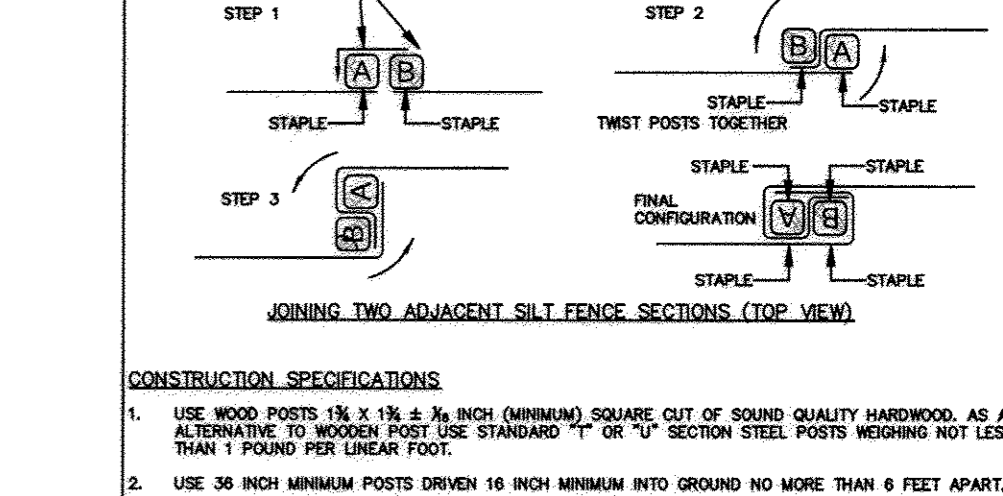 STEP 1
STEP 2
A B
B A
STAPLE STAPLE
STAPLE STAPLE
TWIST POSTS TOGETHER
STEP 3
A
B
STAPLE STAPLE
FINAL
CONFIGURATION
A B
STAPLE STAPLE
JOINING TWO ADJACENT SILT FENCE SECTIONS (TOP VIEW)
CONSTRUCTION SPECIFICATIONS
1. USE WOOD POSTS 1¾ X 1¾ ± 1/16 INCH (MINIMUM) SQUARE CUT OF SOUND QUALITY HARDWOOD. AS A
ALTERNATIVE TO WOODEN POST USE STANDARD "T" OR "U" SECTION STEEL POSTS WEIGHING NOT LES
THAN 1 POUND PER LINEAR FOOT.
2. USE 36 INCH MINIMUM POSTS DRIVEN 16 INCH MINIMUM INTO GROUND NO MORE THAN 6 FEET APART.